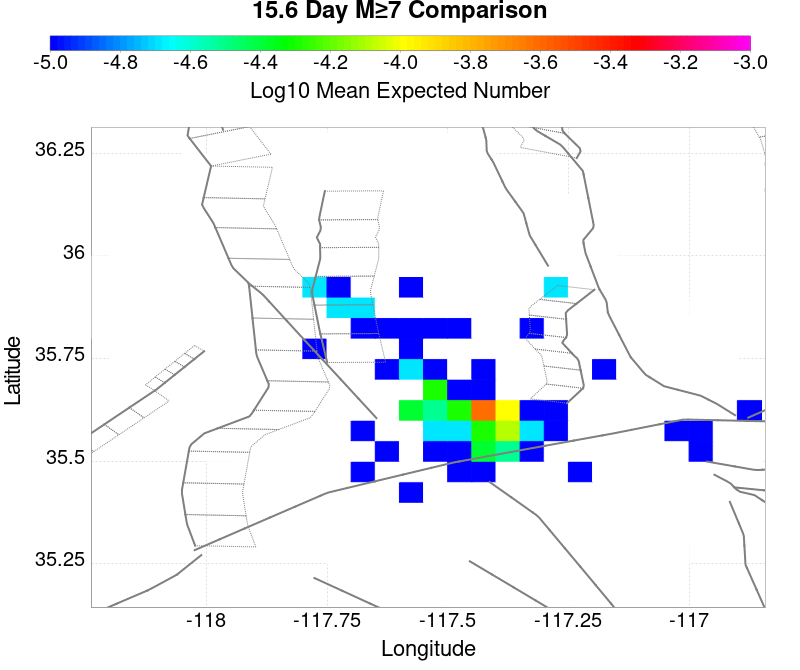 15.6 Day M≥7 Comparison
-5.0 -4.8 -4.6 -4.4 -4.2 -4.0 -3.8 -3.6 -3.4 -3.2 -3.0
Log10 Mean Expected Number
36.25
36
35.75
35.5
35.25
Latitude
-118 -117.75 -117.5 -117.25 -117
Longitude